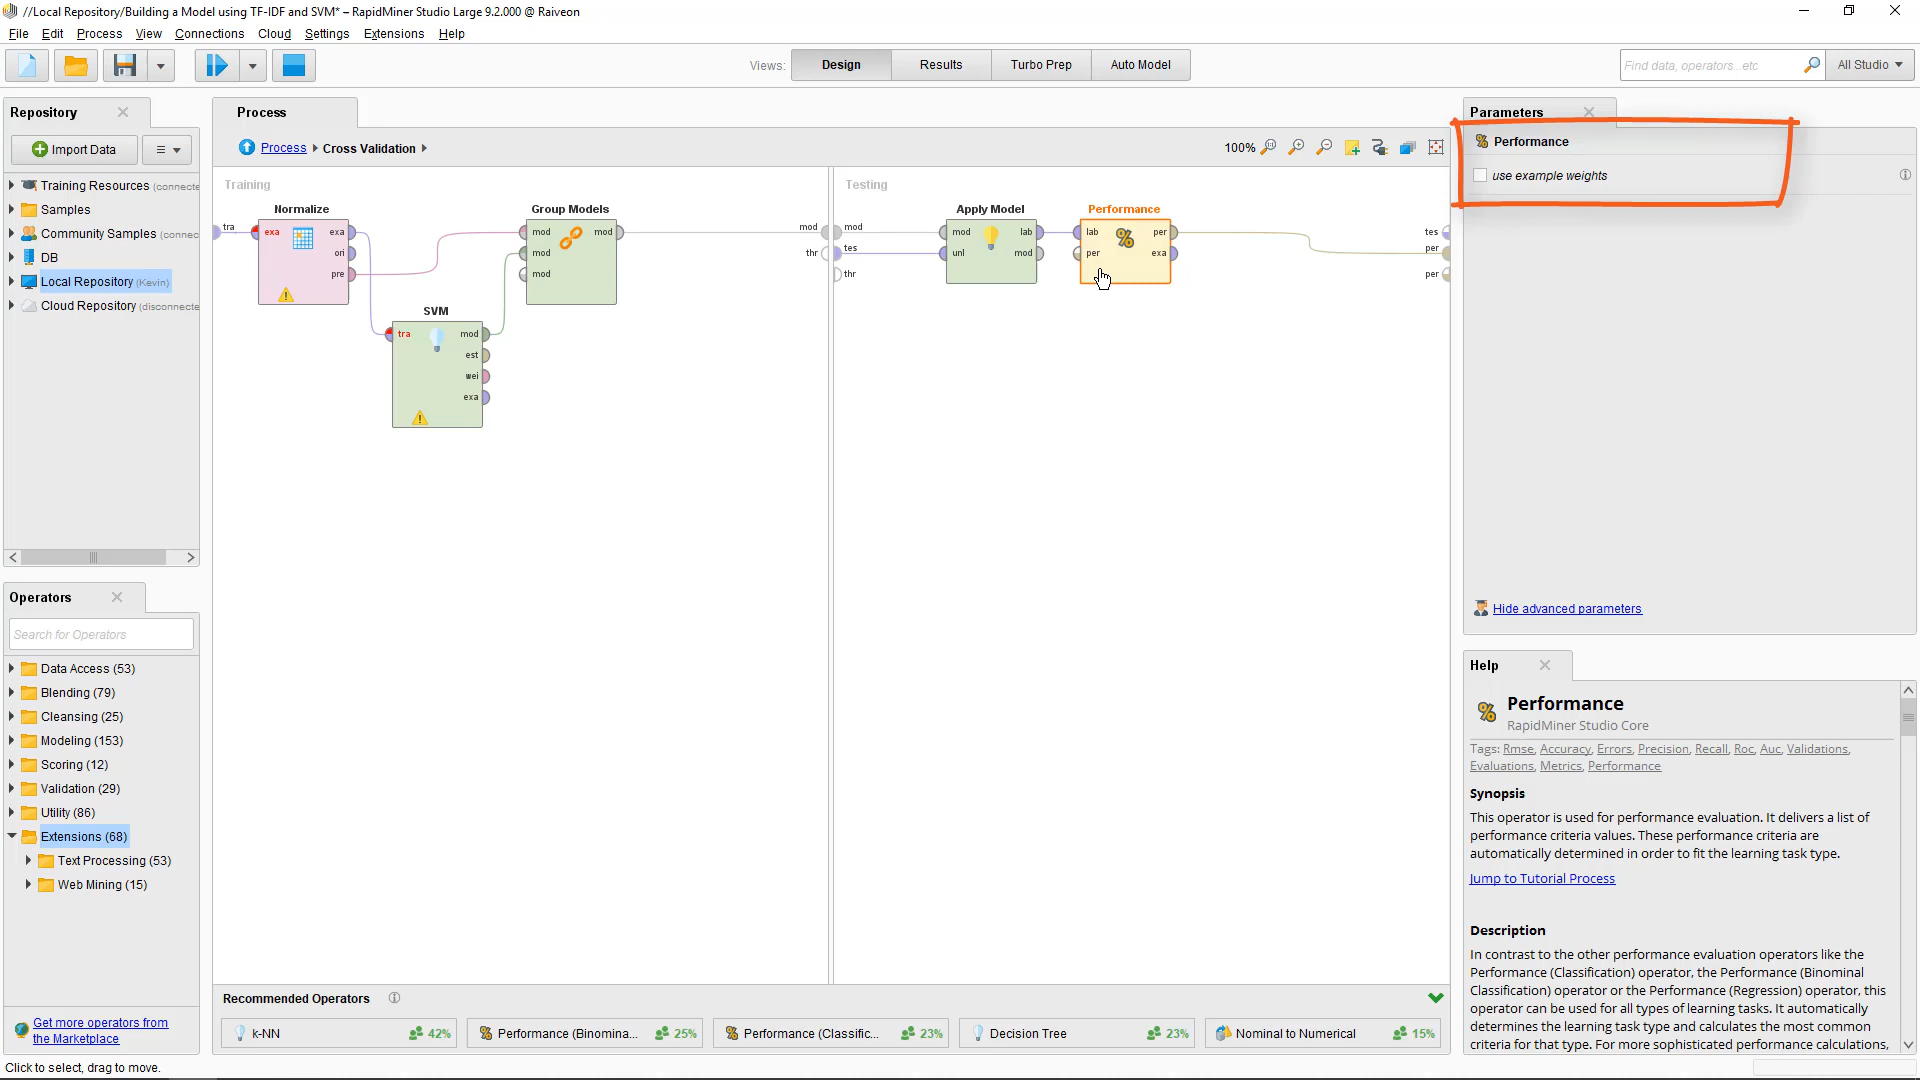 //Local Repository/Building a Model using TF-IDF and SVM* – RapidMiner Studio Large 9.2.000 @ Raiveon
File Edit Process View Connections Cloud Settings Extensions Help
Views: Design Results Turbo Prep Auto Model
Find data, operators...etc
All Studio
Repository
Import Data
Training Resources (connecte
Samples
Community Samples (connec
DB
Local Repository (Kevin)
Cloud Repository (disconnecte
Operators
Search for Operators
Data Access (53)
Blending (79)
Cleansing (25)
Modeling (153)
Scoring (12)
Validation (29)
Utility (86)
Extensions (68)
Text Processing (53)
Web Mining (15)
Get more operators from
the Marketplace
Process
Process Cross Validation
100%
Training
tra
Normalize
exa exa
ori
pre
SVM
tra mod
est
wei
exa
Group Models
mod mod
mod
mod
mod
thr
Testing
mod
tes
thr
Apply Model
mod lab
unl mod
Performance
lab per
per exa
tes
per
per
Recommended Operators
k-NN 42%
Performance (Binomina... 25%
Performance (Classific... 23%
Decision Tree 23%
Nominal to Numerical 15%
Parameters
Performance
use example weights
Hide advanced parameters
Help
Performance
RapidMiner Studio Core
Tags: Rmse, Accuracy, Errors, Precision, Recall, Roc, Auc, Validations,
Evaluations, Metrics, Performance
Synopsis
This operator is used for performance evaluation. It delivers a list of
performance criteria values. These performance criteria are
automatically determined in order to fit the learning task type.
Jump to Tutorial Process
Description
In contrast to the other performance evaluation operators like the
Performance (Classification) operator, the Performance (Binominal
Classification) operator or the Performance (Regression) operator, this
operator can be used for all types of learning tasks. It automatically
determines the learning task type and calculates the most common
criteria for that type. For more sophisticated performance calculations,
Click to select, drag to move.